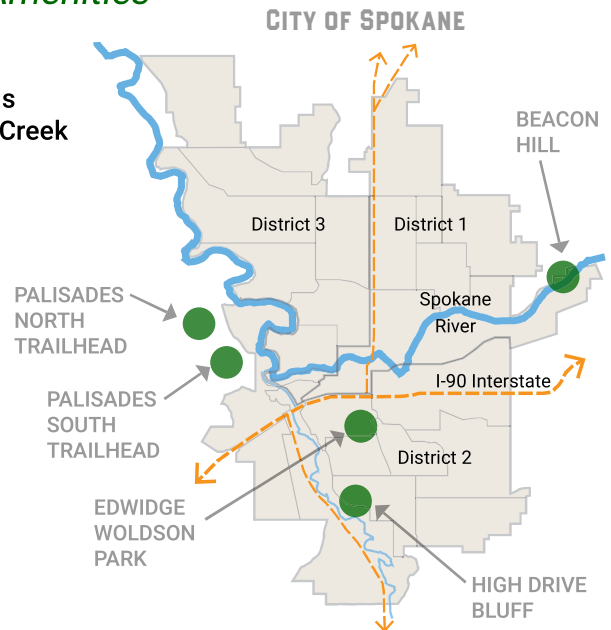 Amenities
CITY OF SPOKANE
s
Creek
BEACON
HILL
District 3
District 1
Spokane
River
PALISADES
NORTH
TRAILHEAD
I-90 Interstate
PALISADES
SOUTH
TRAILHEAD
District 2
EDWIDGE
WOLDSON
PARK
HIGH DRIVE
BLUFF